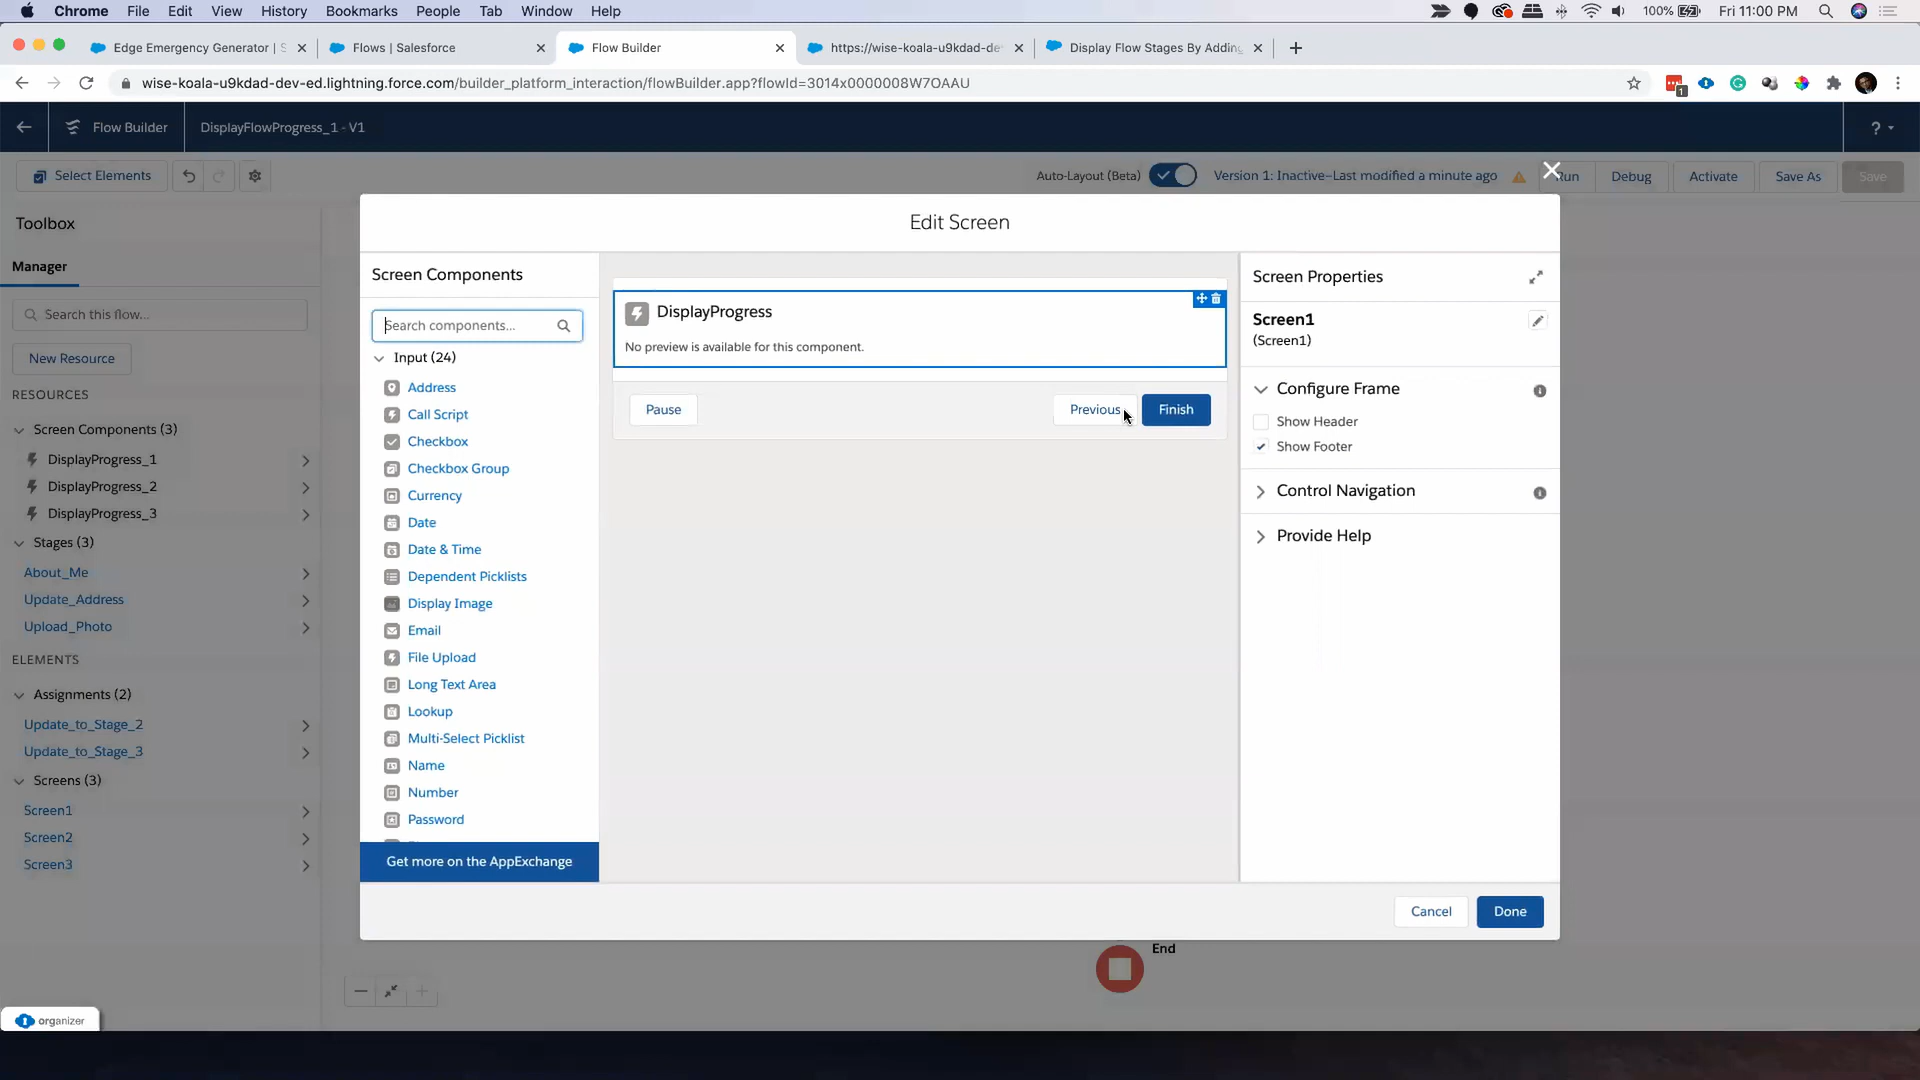 Chrome File Edit View History Bookmarks People Tab Window Help 100% Fri 11:00 PM
Edge Emergency Generator | S
Flows | Salesforce
Flow Builder
https://wise-koala-u9kdad-de
Display Flow Stages By Adding
wise-koala-u9kdad-dev-ed.lightning.force.com/builder_platform_interaction/flowBuilder.app?flowId=3014x0000008W7OAAU
1
Flow Builder
DisplayFlowProgress_1 - V1
?
Select Elements
Auto-Layout (Beta)
Version 1: Inactive–Last modified a minute ago
Run
Debug
Activate
Save As
Save
Toolbox
Manager
Search this flow...
New Resource
RESOURCES
Screen Components (3)
DisplayProgress_1
DisplayProgress_2
DisplayProgress_3
Stages (3)
About_Me
Update_Address
Upload_Photo
ELEMENTS
Assignments (2)
Update_to_Stage_2
Update_to_Stage_3
Screens (3)
Screen1
Screen2
Screen3
organizer
Edit Screen
Screen Components
Search components...
Input (24)
Address
Call Script
Checkbox
Checkbox Group
Currency
Date
Date & Time
Dependent Picklists
Display Image
Email
File Upload
Long Text Area
Lookup
Multi-Select Picklist
Name
Number
Password
Get more on the AppExchange
DisplayProgress
No preview is available for this component.
Pause
Previous
Finish
Screen Properties
Screen1
(Screen1)
Configure Frame
Show Header
Show Footer
Control Navigation
Provide Help
Cancel
Done
End